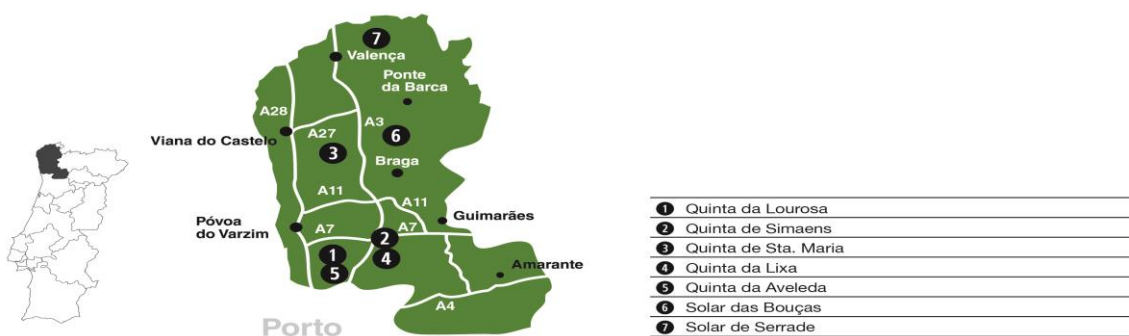 7
Valença
Ponte
da Barca
A28
A3
Viana do Castelo
A27
6
3
Braga
A11
A11
Póvoa
do Varzim
Guimarães
A7
A7
2
1
4
5
Amarante
A4
Porto
1 Quinta da Lourosa
2 Quinta de Simaens
3 Quinta de Sta. Maria
4 Quinta da Lixa
5 Quinta da Aveleda
6 Solar das Bouças
7 Solar de Serrade